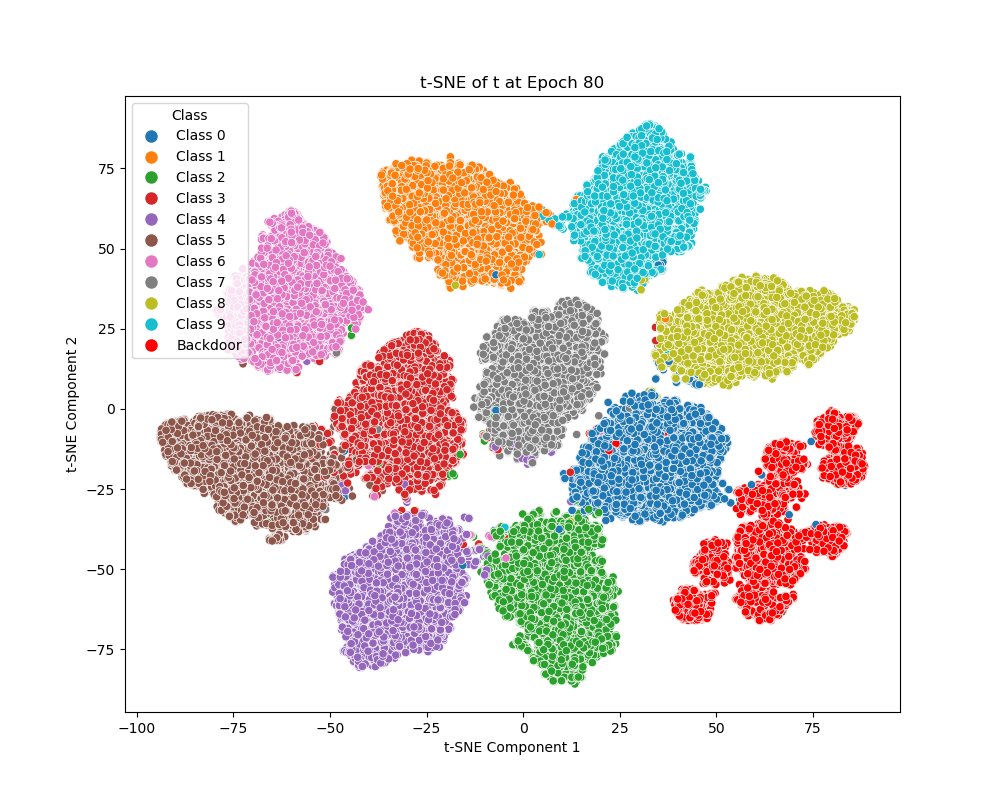 t-SNE of t at Epoch 80
Class
Class 0
Class 1
Class 2
Class 3
Class 4
Class 5
Class 6
Class 7
Class 8
Class 9
Backdoor
75
50
25
0
−25
−50
−75
t-SNE Component 2
−100 −75 −50 −25 0 25 50 75
t-SNE Component 1